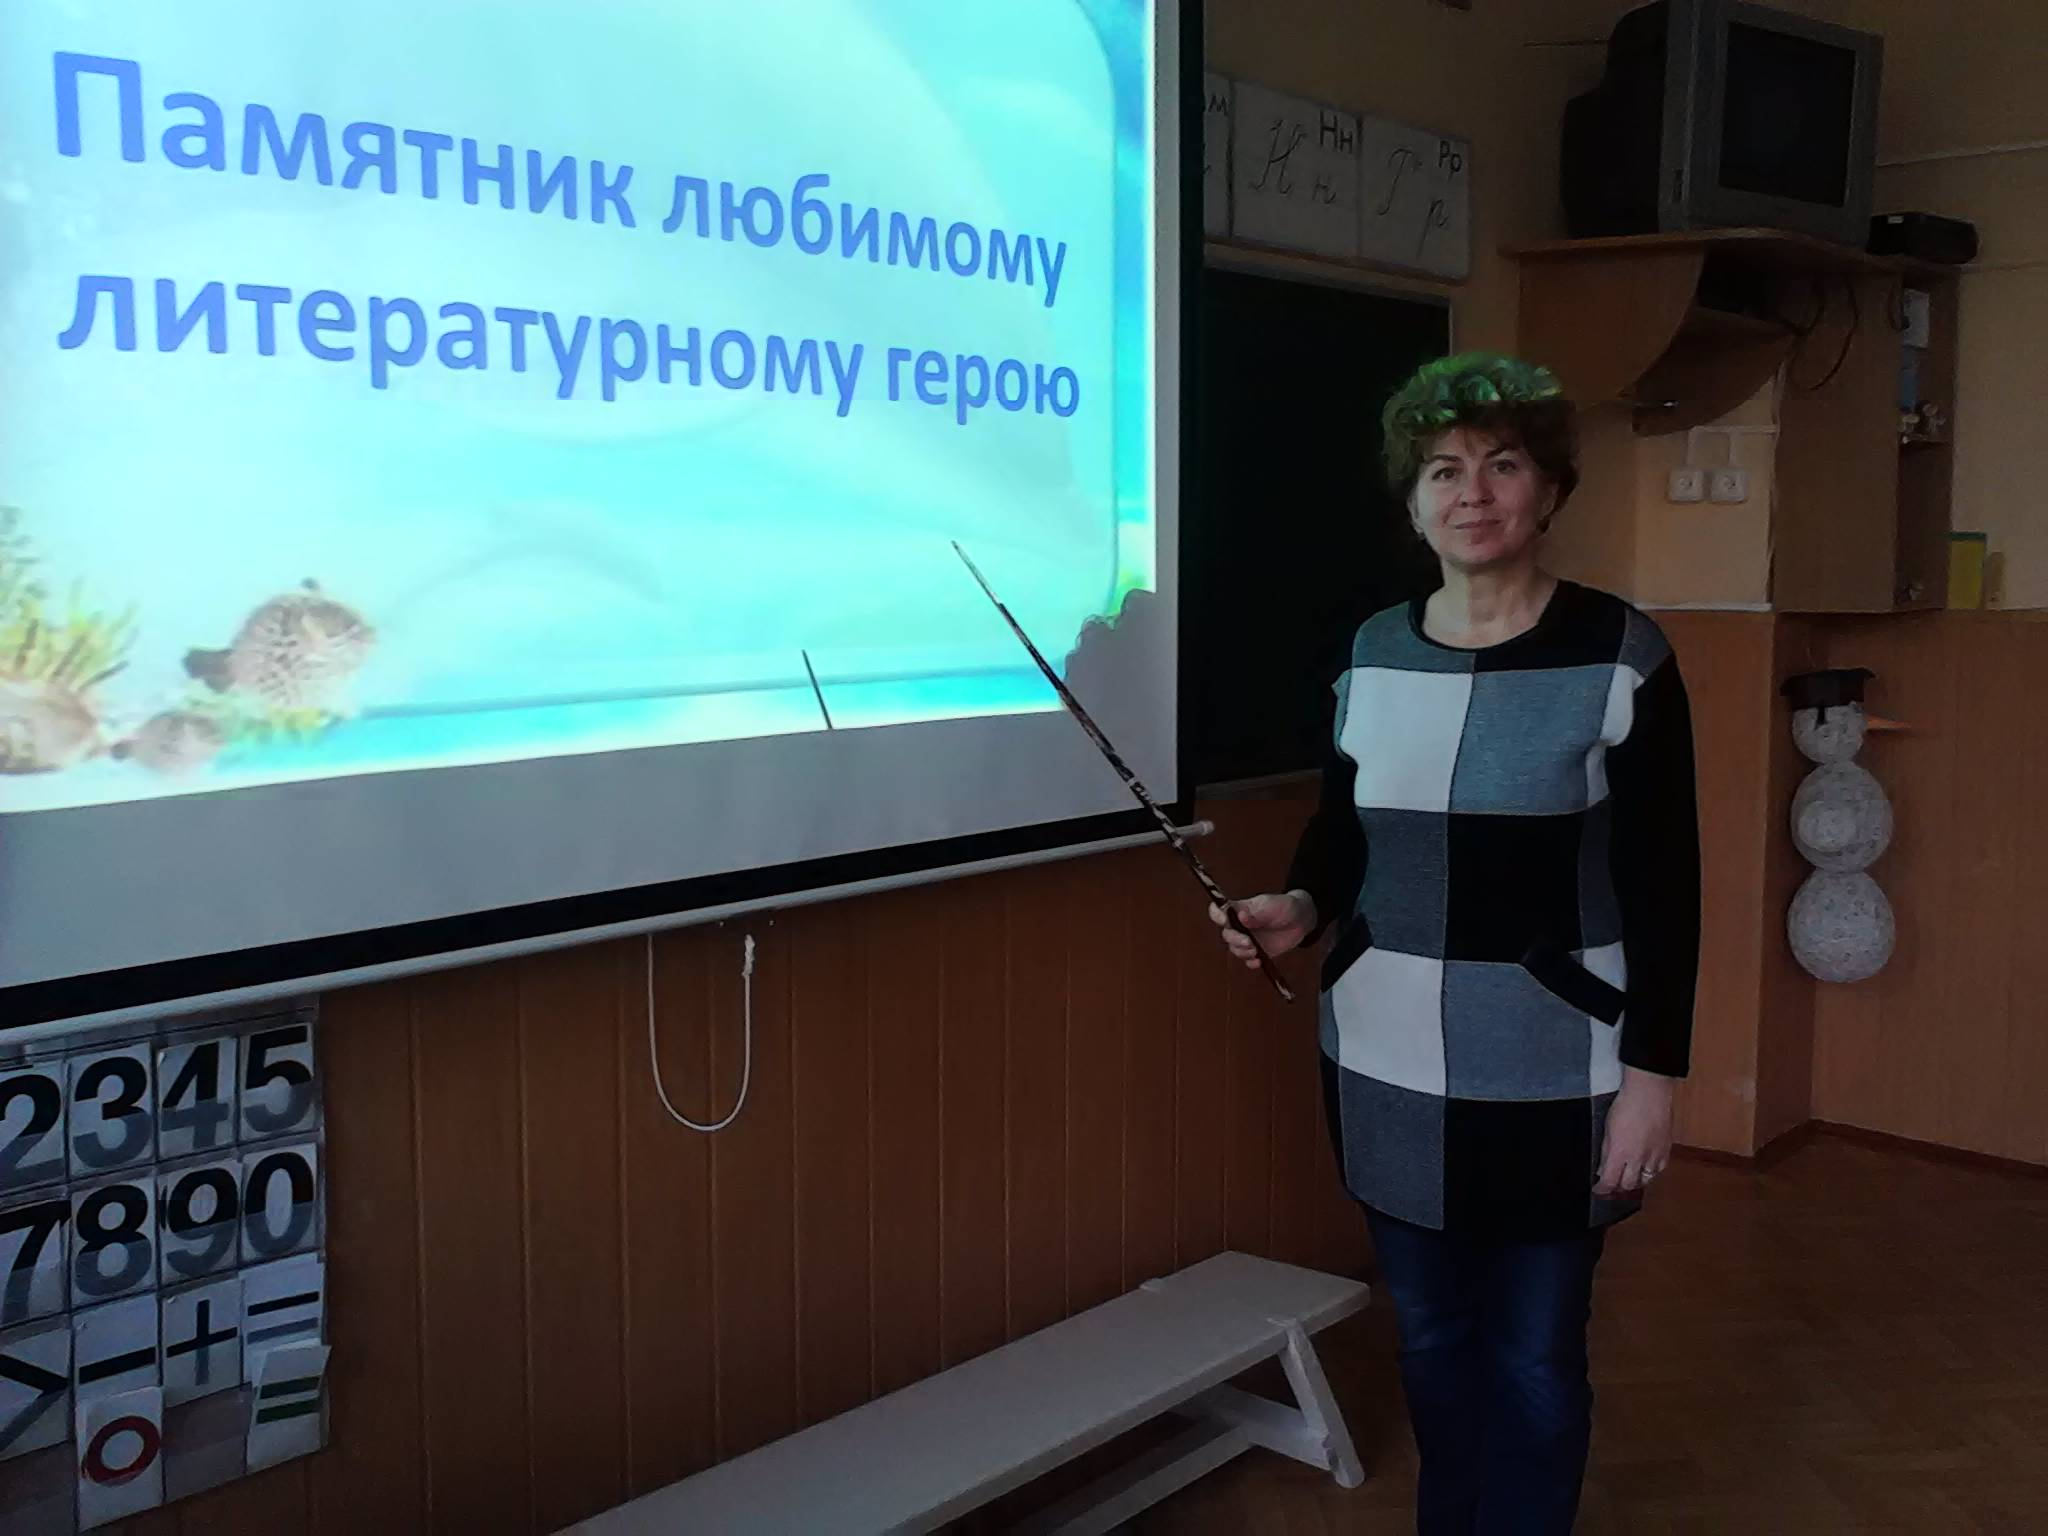 Памятник любимому
литературному герою
м
Нн
Н н
Рр
Р р
2345
7890
> - + =
=